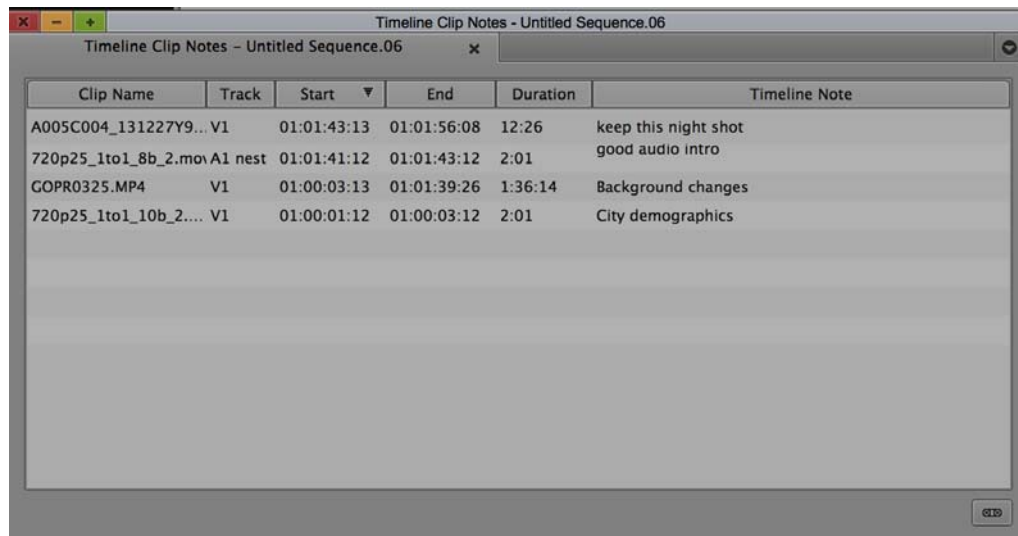 Timeline Clip Notes - Untitled Sequence.06
Timeline Clip Notes – Untitled Sequence.06
Clip Name Track Start End Duration Timeline Note
A005C004_131227Y9... V1 01:01:43:13 01:01:56:08 12:26 keep this night shot
720p25_1to1_8b_2.mov A1 nest 01:01:41:12 01:01:43:12 2:01 good audio intro
GOPR0325.MP4 V1 01:00:03:13 01:01:39:26 1:36:14 Background changes
720p25_1to1_10b_2.... V1 01:00:01:12 01:00:03:12 2:01 City demographics